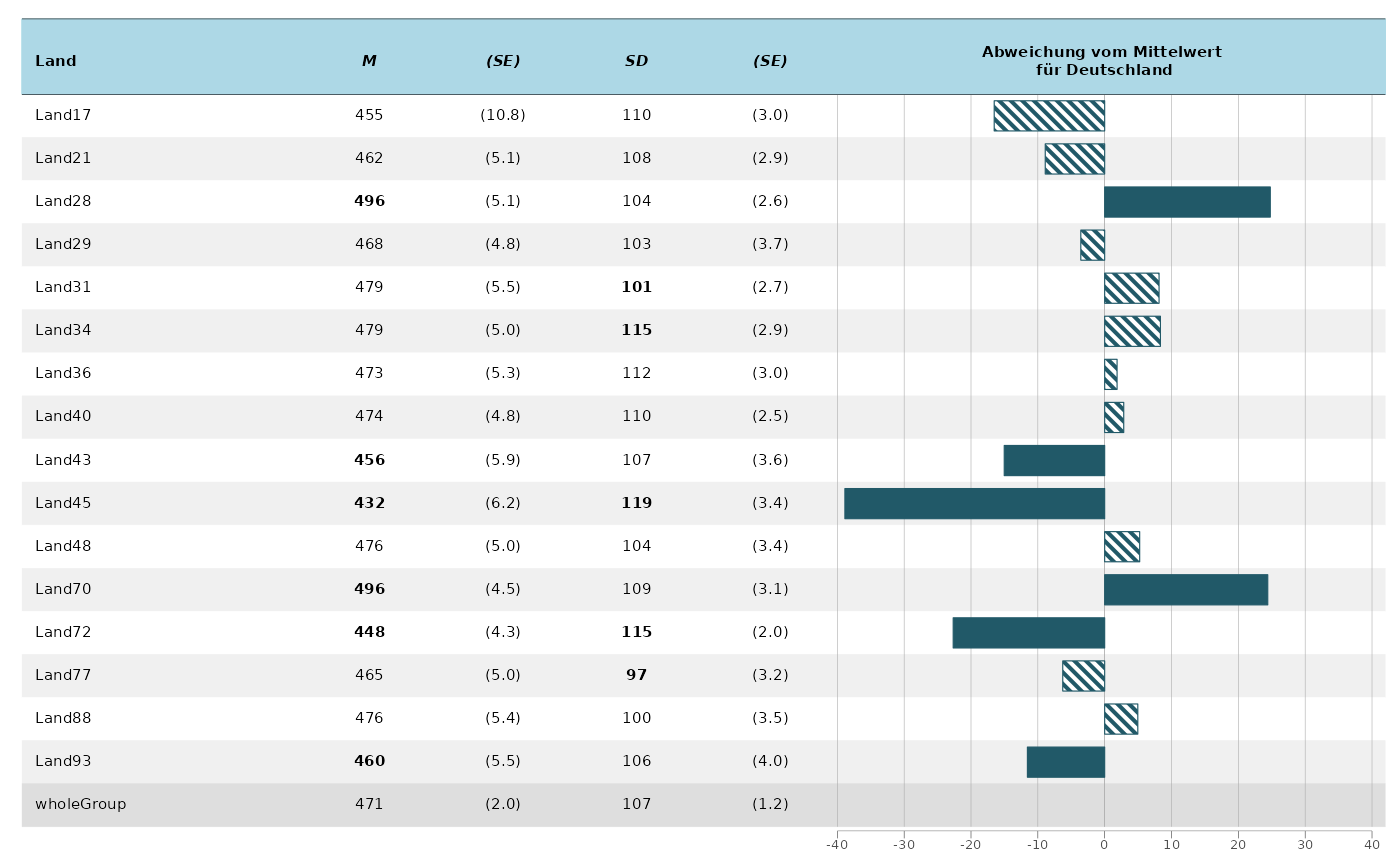 Land M (SE) SD (SE) Abweichung vom Mittelwert
für Deutschland
Land17 455 (10.8) 110 (3.0)
Land21 462 (5.1) 108 (2.9)
Land28 496 (5.1) 104 (2.6)
Land29 468 (4.8) 103 (3.7)
Land31 479 (5.5) 101 (2.7)
Land34 479 (5.0) 115 (2.9)
Land36 473 (5.3) 112 (3.0)
Land40 474 (4.8) 110 (2.5)
Land43 456 (5.9) 107 (3.6)
Land45 432 (6.2) 119 (3.4)
Land48 476 (5.0) 104 (3.4)
Land70 496 (4.5) 109 (3.1)
Land72 448 (4.3) 115 (2.0)
Land77 465 (5.0) 97 (3.2)
Land88 476 (5.4) 100 (3.5)
Land93 460 (5.5) 106 (4.0)
wholeGroup 471 (2.0) 107 (1.2)
-40 -30 -20 -10 0 10 20 30 40